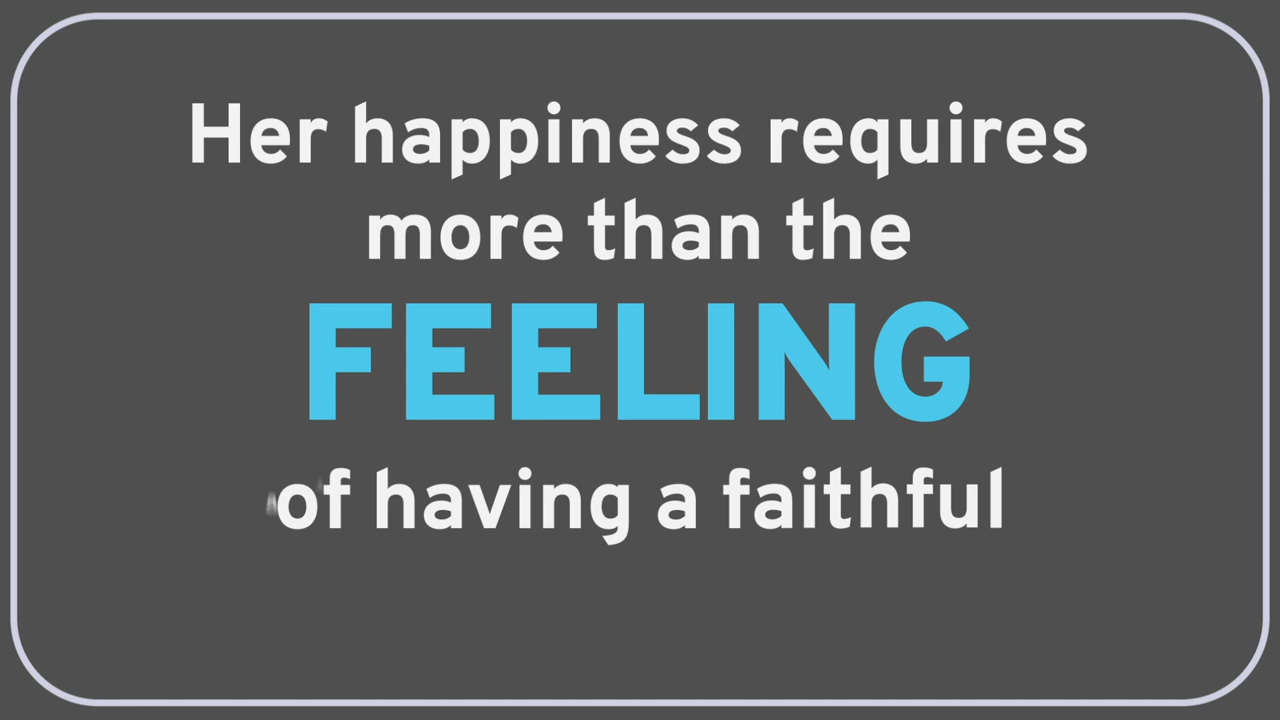 Her happiness requires
more than the
FEELING
of having a faithful